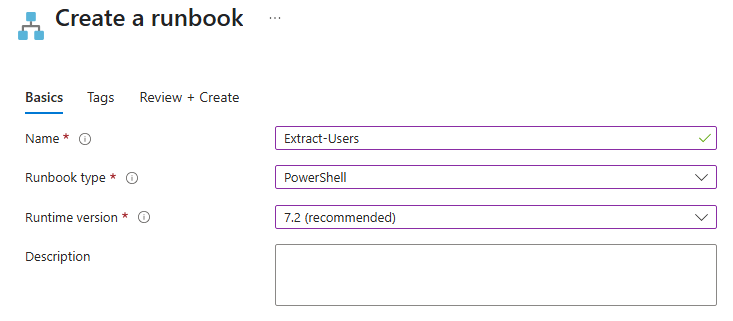 Create a runbook ...
Basics Tags Review + Create
Name *
Extract-Users
Runbook type *
PowerShell
Runtime version *
7.2 (recommended)
Description